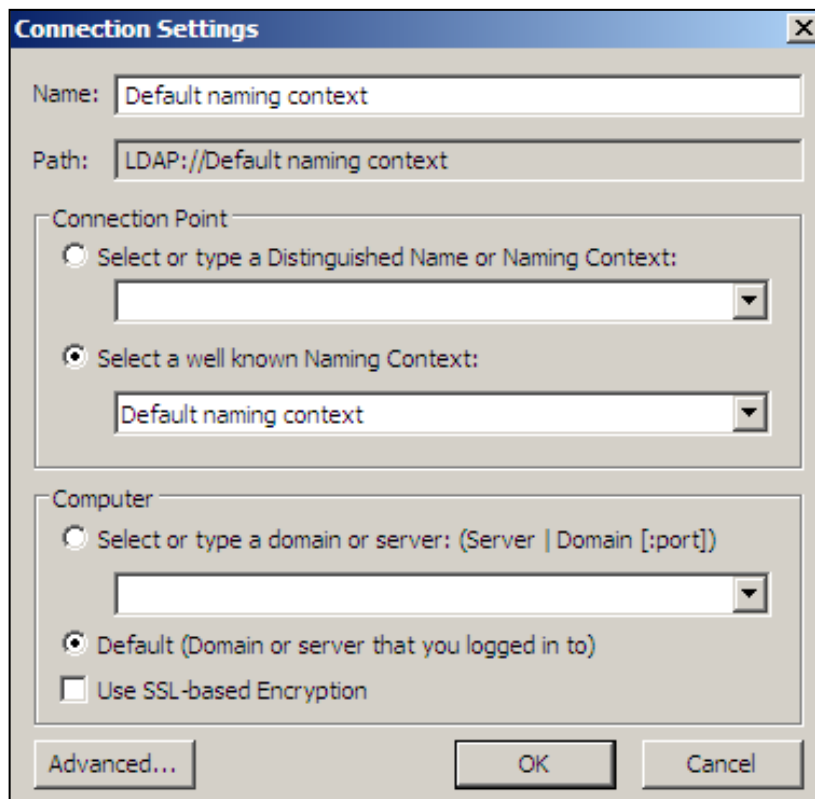 Connection Settings
Name: Default naming context
Path: LDAP://Default naming context
Connection Point
Select or type a Distinguished Name or Naming Context:
Select a well known Naming Context:
Default naming context
Computer
Select or type a domain or server: (Server | Domain [:port])
Default (Domain or server that you logged in to)
Use SSL-based Encryption
Advanced... OK Cancel